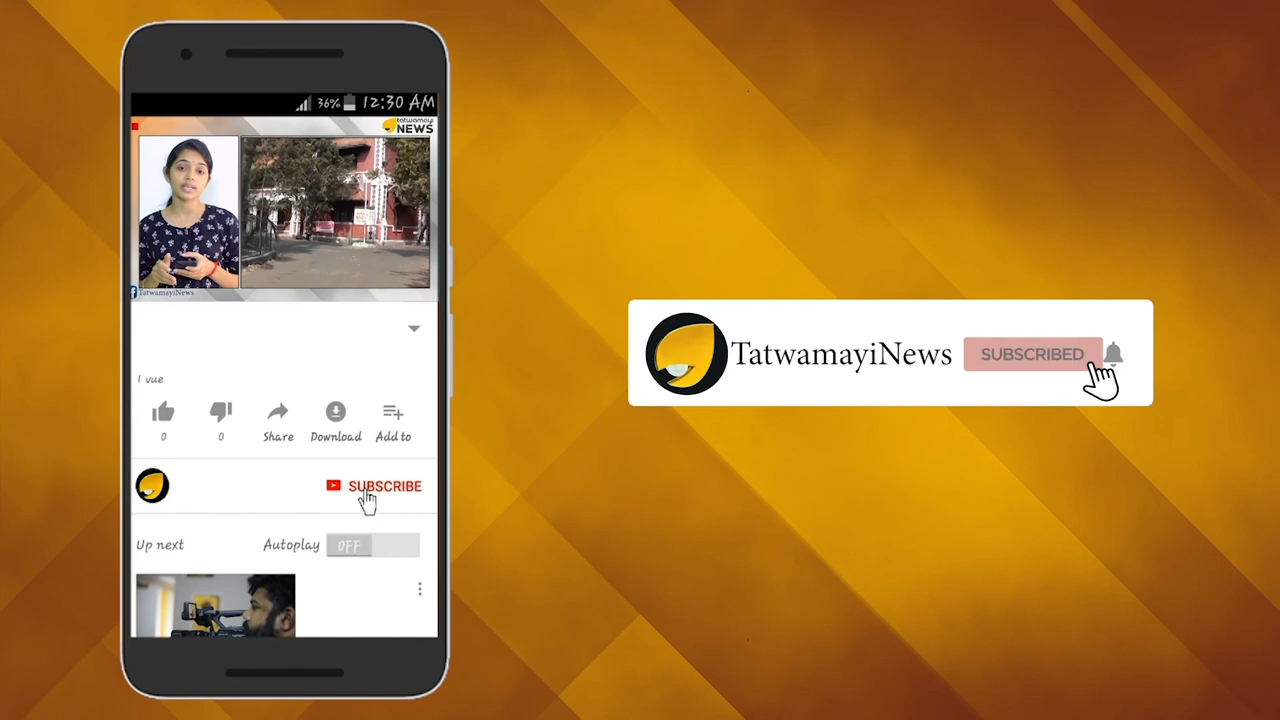 36% 12:30 AM
tatwamayi
NEWS
TatwamayiNews
1 vue
0 0 Share Download Add to
SUBSCRIBE
Up next Autoplay OFF
TatwamayiNews SUBSCRIBED